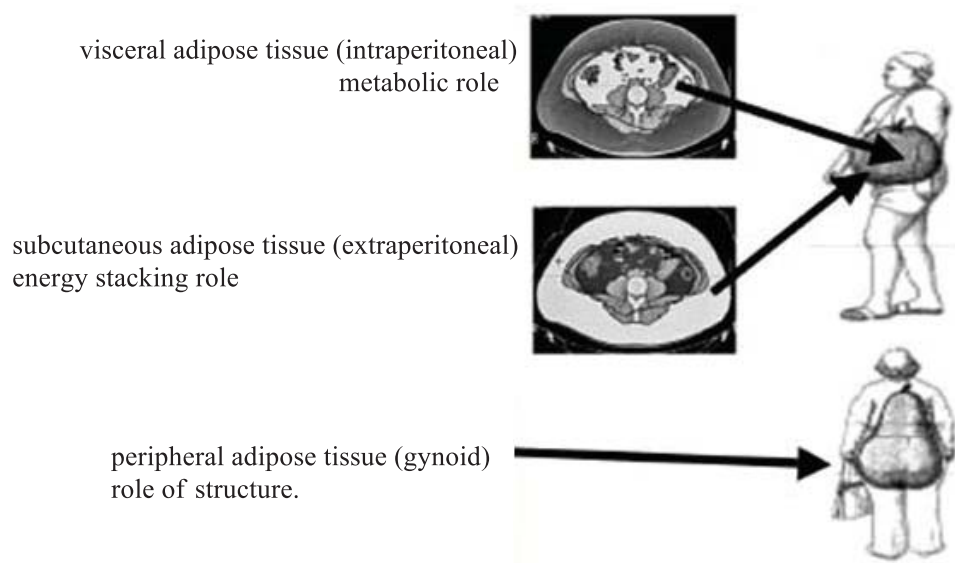 visceral adipose tissue (intraperitoneal)
metabolic role
subcutaneous adipose tissue (extraperitoneal)
energy stacking role
peripheral adipose tissue (gynoid)
role of structure.